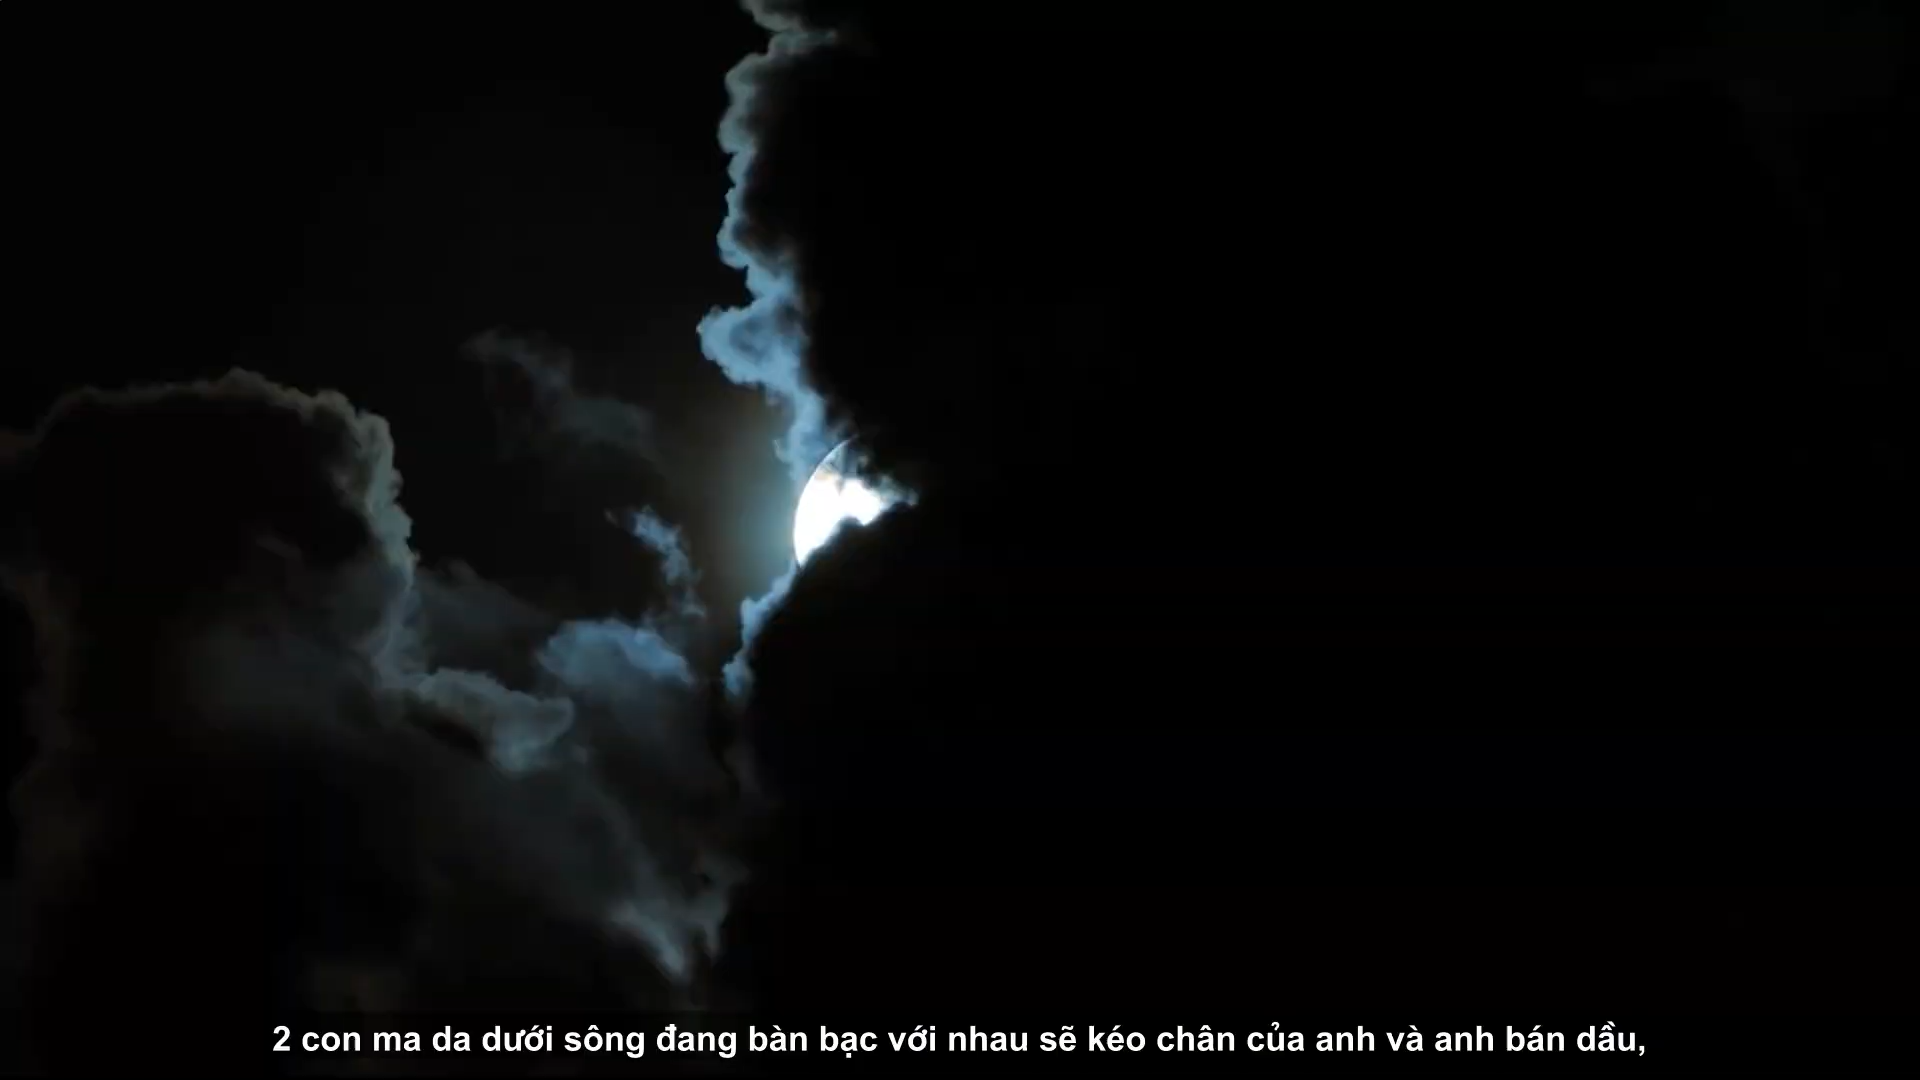 2 con ma da dưới sông đang bàn bạc với nhau sẽ kéo chân của anh và anh bán dầu,